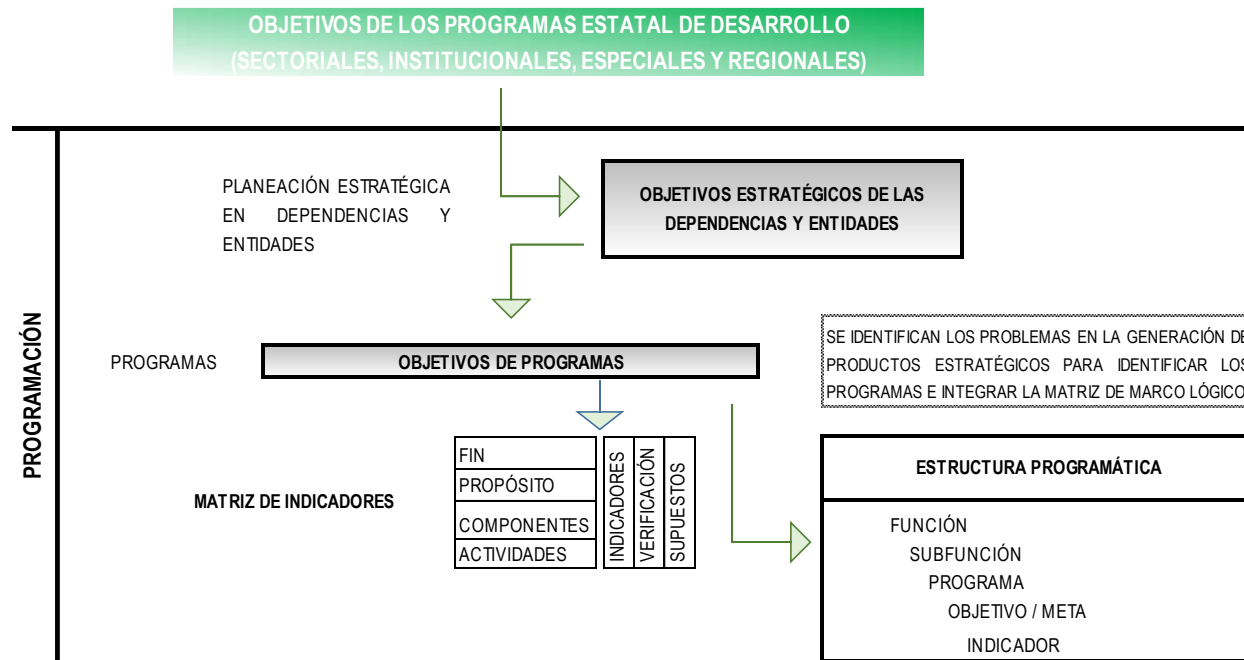 OBJETIVOS DE LOS PROGRAMAS ESTATAL DE DESARROLLO
(SECTORIALES, INSTITUCIONALES, ESPECIALES Y REGIONALES)
PROGRAMACIÓN
PLANEACIÓN ESTRATÉGICA
EN DEPENDENCIAS Y
ENTIDADES
OBJETIVOS ESTRATÉGICOS DE LAS
DEPENDENCIAS Y ENTIDADES
PROGRAMAS
OBJETIVOS DE PROGRAMAS
SE IDENTIFICAN LOS PROBLEMAS EN LA GENERACIÓN DE
PRODUCTOS ESTRATÉGICOS PARA IDENTIFICAR LOS
PROGRAMAS E INTEGRAR LA MATRIZ DE MARCO LÓGICO
MATRIZ DE INDICADORES
FIN
PROPÓSITO
COMPONENTES
ACTIVIDADES
INDICADORES
VERIFICACIÓN
SUPUESTOS
ESTRUCTURA PROGRAMÁTICA
FUNCIÓN
SUBFUNCIÓN
PROGRAMA
OBJETIVO / META
INDICADOR